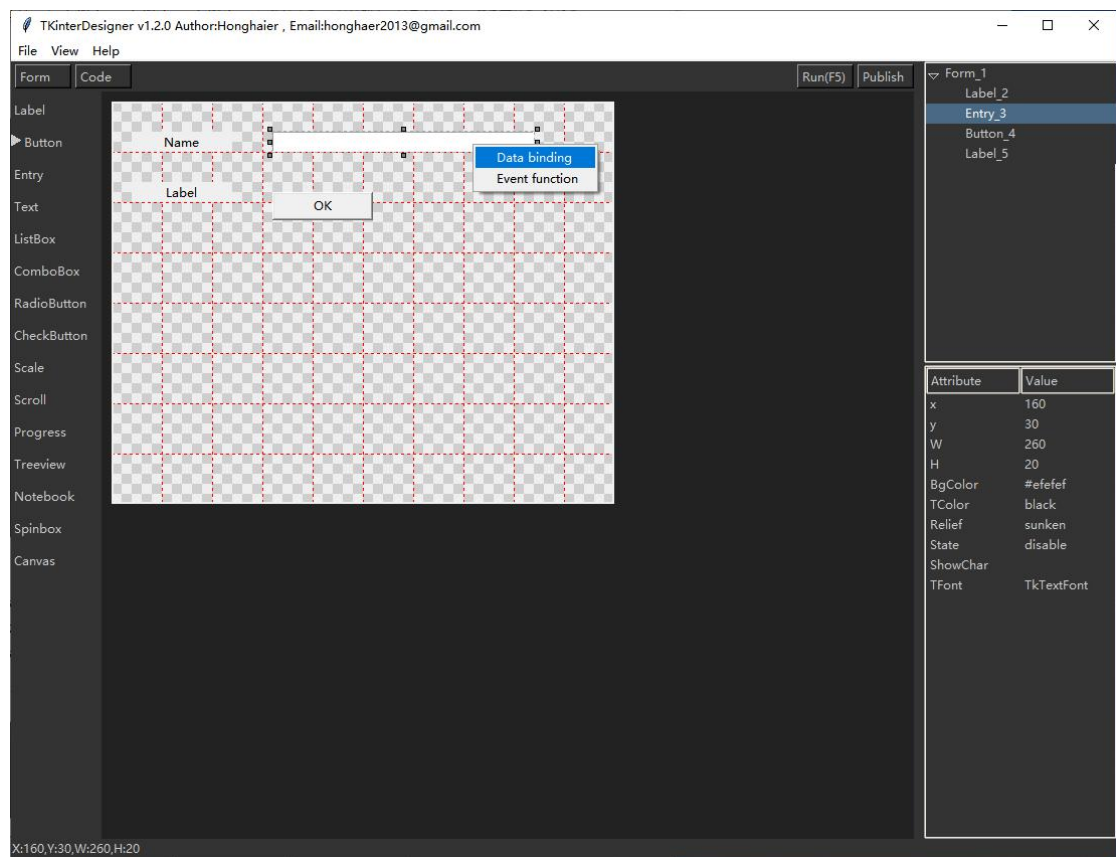 TKinterDesigner v1.2.0 Author:Honghaier , Email:honghaer2013@gmail.com
File View Help
Form Code Run(F5) Publish
Label
Button
Entry
Text
ListBox
ComboBox
RadioButton
CheckButton
Scale
Scroll
Progress
Treeview
Notebook
Spinbox
Canvas
Name
Data binding
Event function
Label
OK
Form_1
Label_2
Entry_3
Button_4
Label_5
Attribute Value
x 160
y 30
W 260
H 20
BgColor #efefef
TColor black
Relief sunken
State disable
ShowChar
TFont TkTextFont
X:160,Y:30,W:260,H:20